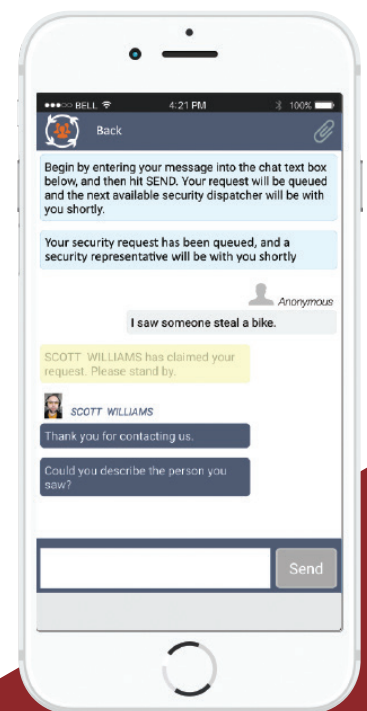 BELL 4:21 PM 100%
Back
Begin by entering your message into the chat text box
below, and then hit SEND. Your request will be queued
and the next available security dispatcher will be with
you shortly.
Your security request has been queued, and a
security representative will be with you shortly
Anonymous
I saw someone steal a bike.
SCOTT WILLIAMS has claimed your
request. Please stand by.
SCOTT WILLIAMS
Thank you for contacting us.
Could you describe the person you
saw?
Send